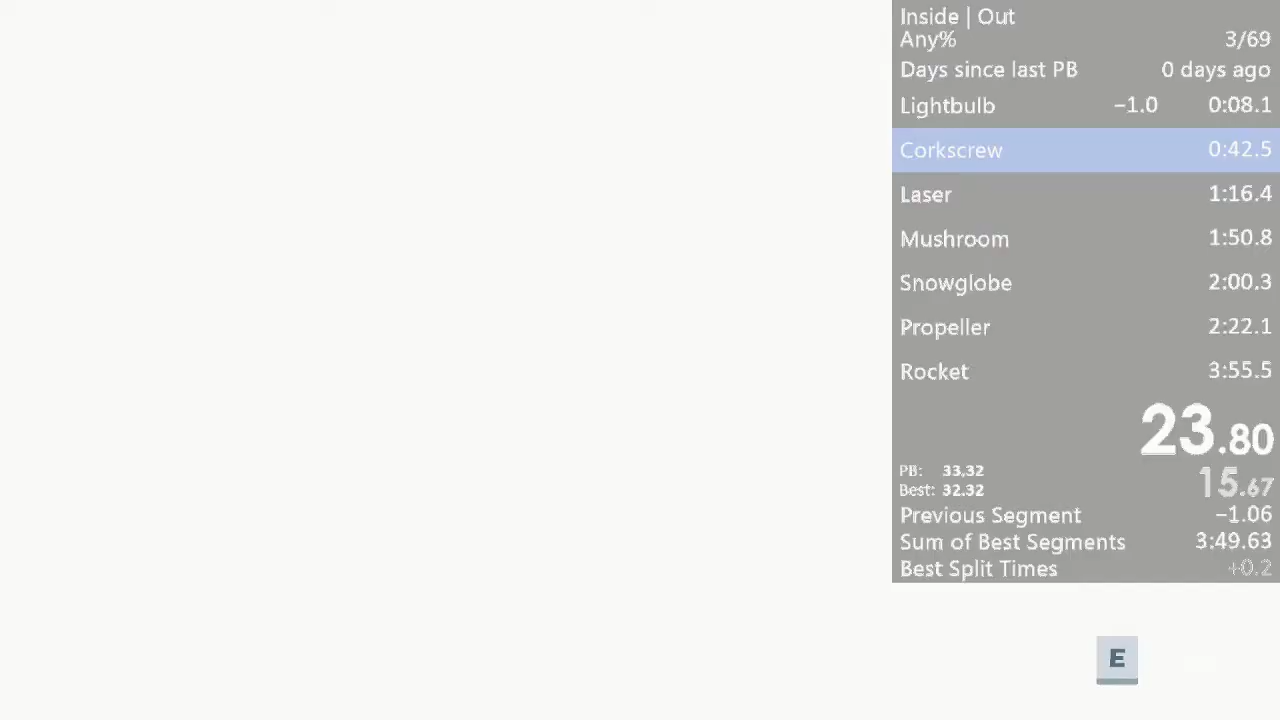 Inside | Out
Any% 3/69
Days since last PB 0 days ago
Lightbulb −1.0 0:08.1
Corkscrew 0:42.5
Laser 1:16.4
Mushroom 1:50.8
Snowglobe 2:00.3
Propeller 2:22.1
Rocket 3:55.5
23.80
PB: 33.32
Best: 32.32
15.67
Previous Segment −1.06
Sum of Best Segments 3:49.63
Best Split Times +0.2
E